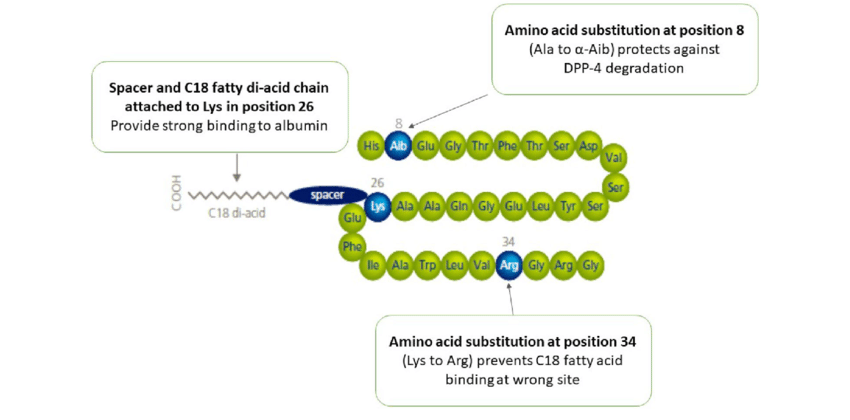 Amino acid substitution at position 8
(Ala to α-Aib) protects against
DPP-4 degradation
Spacer and C18 fatty di-acid chain
attached to Lys in position 26
Provide strong binding to albumin
8
His Aib Glu Gly Thr Phe Thr Ser Asp
Val
Ser
26
COOH
C18 di-acid
spacer
Lys Ala Ala Gln Gly Glu Leu Tyr Ser
Glu
Phe
34
Ile Ala Trp Leu Val Arg Gly Arg Gly
Amino acid substitution at position 34
(Lys to Arg) prevents C18 fatty acid
binding at wrong site